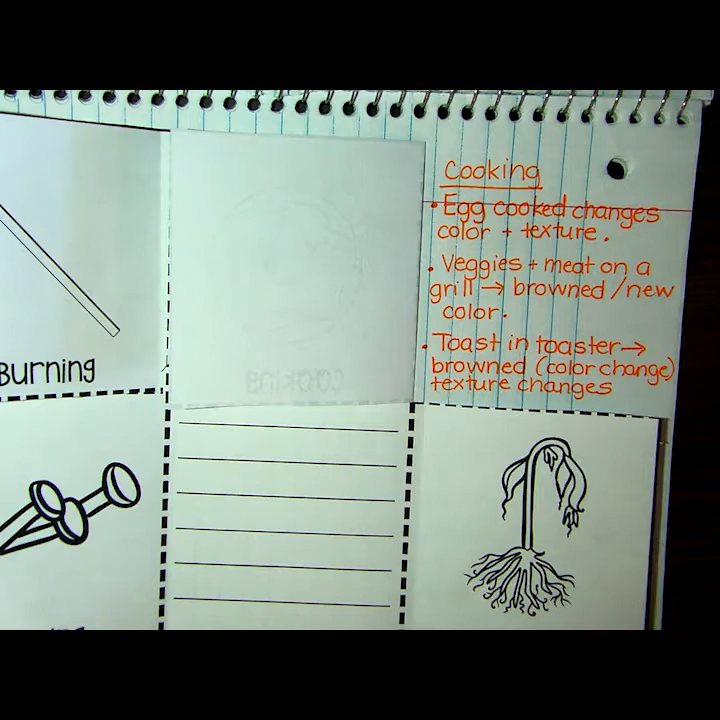 Cooking
• Egg cooked changes
color + texture.
• Veggies + meat on a
grill → browned/new
color.
• Toast in toaster →
browned (color change)
texture changes
Burning
cooking